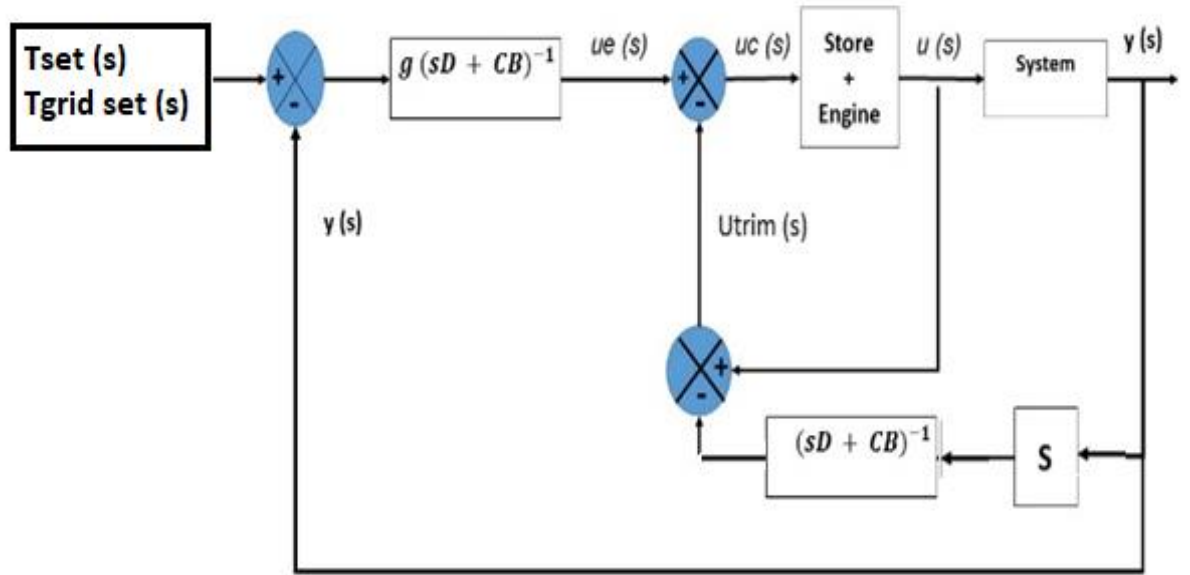 Tset (s)
Tgrid set (s)
+
-
g (sD + CB)⁻¹
ue (s)
+
-
uc (s)
Store
+
Engine
u (s)
System
y (s)
y (s)
Utrim (s)
+
-
(sD + CB)⁻¹
S